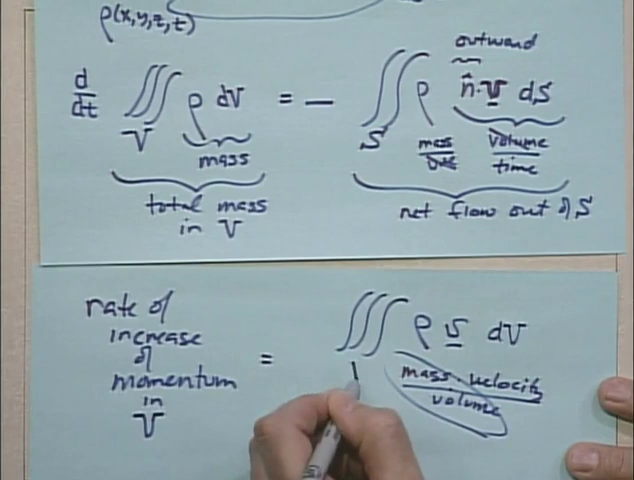 ρ(x,y,z,t)
outward
d/dt ∭ ρ dV = − ∬ ρ n̂·v dS
V S
mass
mass/vol. volume/time
total mass in V
net flow out of S
rate of increase of momentum in V = ∭ ρ v dV
mass · velocity / volume